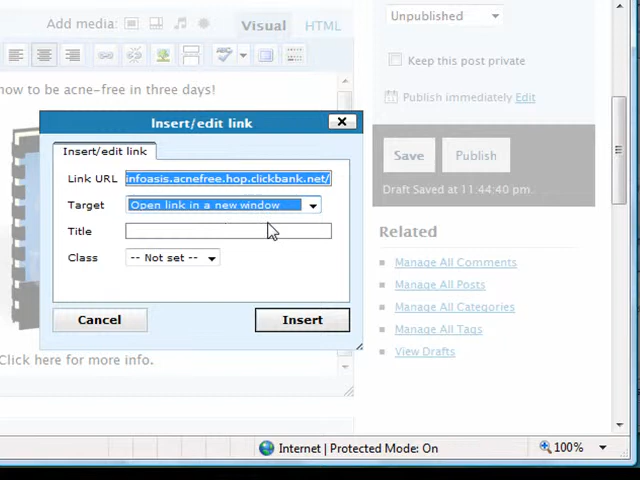 Add media:
Visual
HTML
Unpublished
Keep this post private
Publish immediately Edit
Save
Publish
Draft Saved at 11:44:40 pm.
Related
Manage All Comments
Manage All Posts
Manage All Categories
Manage All Tags
View Drafts
now to be acne-free in three days!
Insert/edit link
Insert/edit link
Link URL
infoasis.acnefree.hop.clickbank.net/
Target
Open link in a new window
Title
Class
-- Not set --
Cancel
Insert
Click here for more info.
Internet | Protected Mode: On
100%